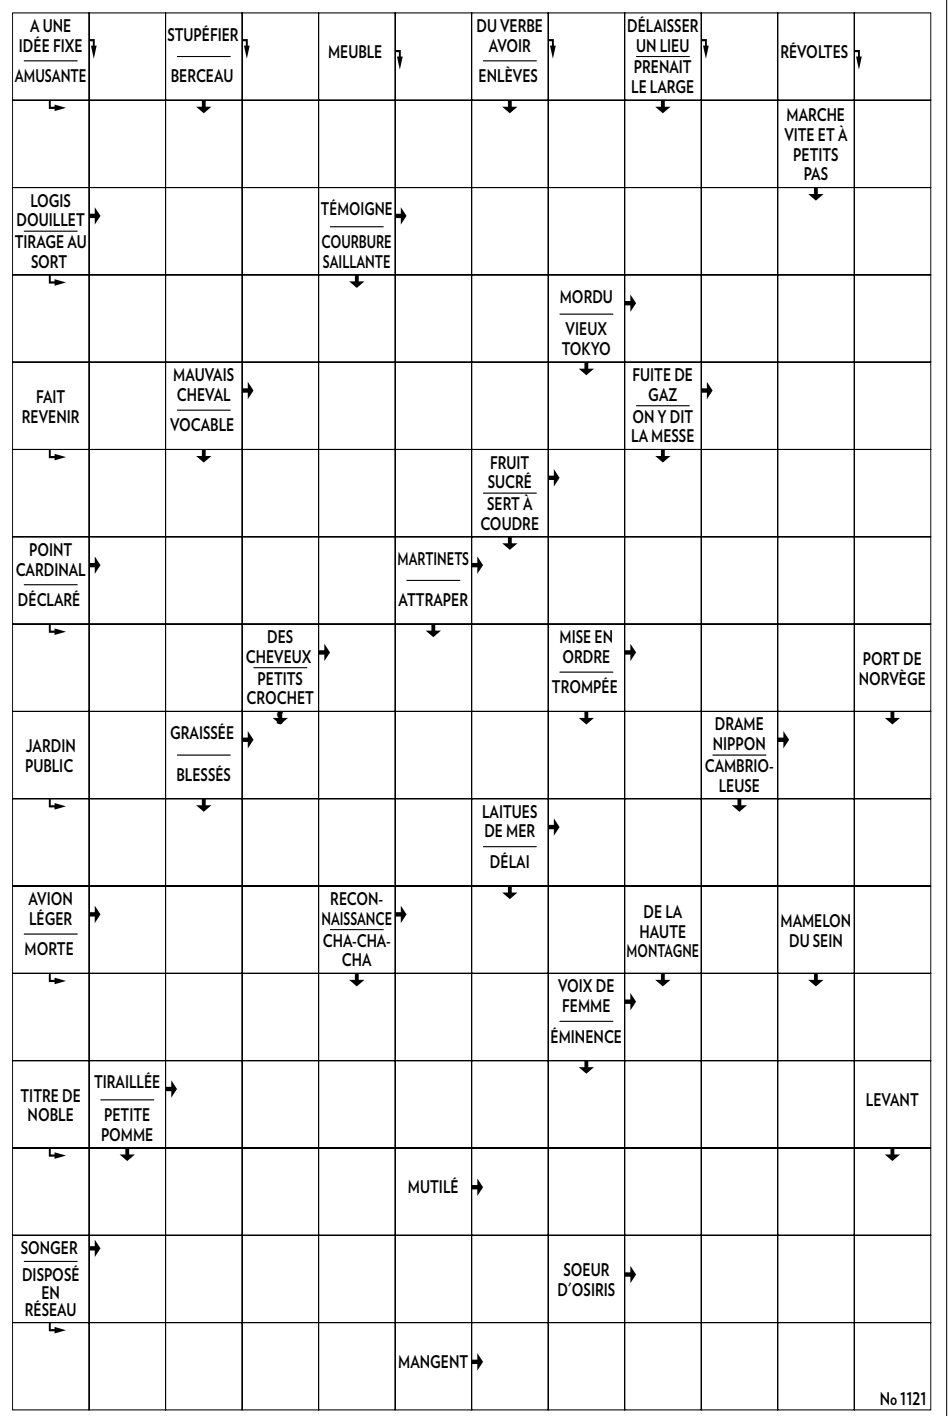 A UNE
IDÉE FIXE
AMUSANTE
STUPÉFIER
BERCEAU
MEUBLE
DU VERBE
AVOIR
ENLÈVES
DÉLAISSER
UN LIEU
PRENAIT
LE LARGE
RÉVOLTES
MARCHE
VITE ET À
PETITS
PAS
LOGIS
DOUILLET
TIRAGE AU
SORT
TÉMOIGNE
COURBURE
SAILLANTE
MORDU
VIEUX
TOKYO
FAIT
REVENIR
MAUVAIS
CHEVAL
VOCABLE
FUITE DE
GAZ
ON Y DIT
LA MESSE
FRUIT
SUCRÉ
SERT À
COUDRE
POINT
CARDINAL
DÉCLARÉ
MARTINETS
ATTRAPER
DES
CHEVEUX
PETITS
CROCHET
MISE EN
ORDRE
TROMPÉE
PORT DE
NORVÈGE
JARDIN
PUBLIC
GRAISSÉE
BLESSÉS
DRAME
NIPPON
CAMBRIO-
LEUSE
LAITUES
DE MER
DÉLAI
AVION
LÉGER
MORTE
RECON-
NAISSANCE
CHA-CHA-
CHA
DE LA
HAUTE
MONTAGNE
MAMELON
DU SEIN
VOIX DE
FEMME
ÉMINENCE
TITRE DE
NOBLE
TIRAILLÉE
PETITE
POMME
LEVANT
MUTILÉ
SONGER
DISPOSÉ
EN
RÉSEAU
SOEUR
D'OSIRIS
MANGENT
No 1121